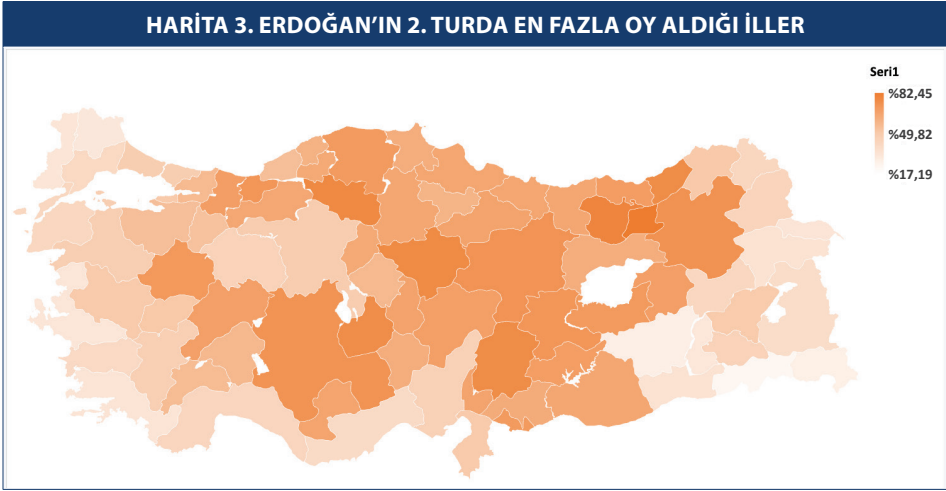 HARİTA 3. ERDOĞAN'IN 2. TURDA EN FAZLA OY ALDIĞI İLLER
Seri1
%82,45
%49,82
%17,19